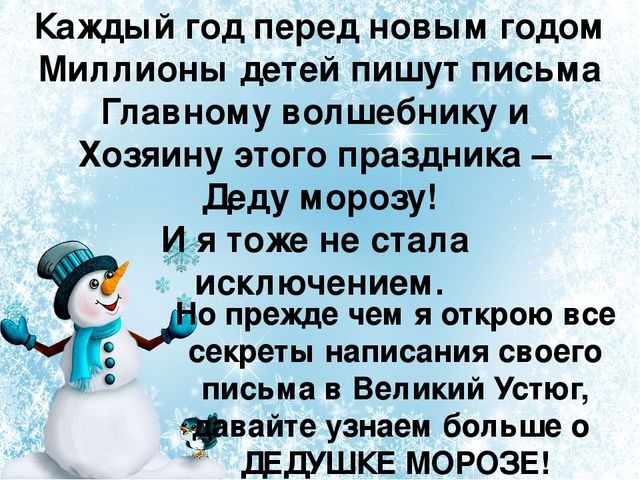 Каждый год перед новым годом
Миллионы детей пишут письма
Главному волшебнику и
Хозяину этого праздника –
Деду морозу!
И я тоже не стала
исключением.
Но прежде чем я открою все
секреты написания своего
письма в Великий Устюг,
давайте узнаем больше о
ДЕДУШКЕ МОРОЗЕ!